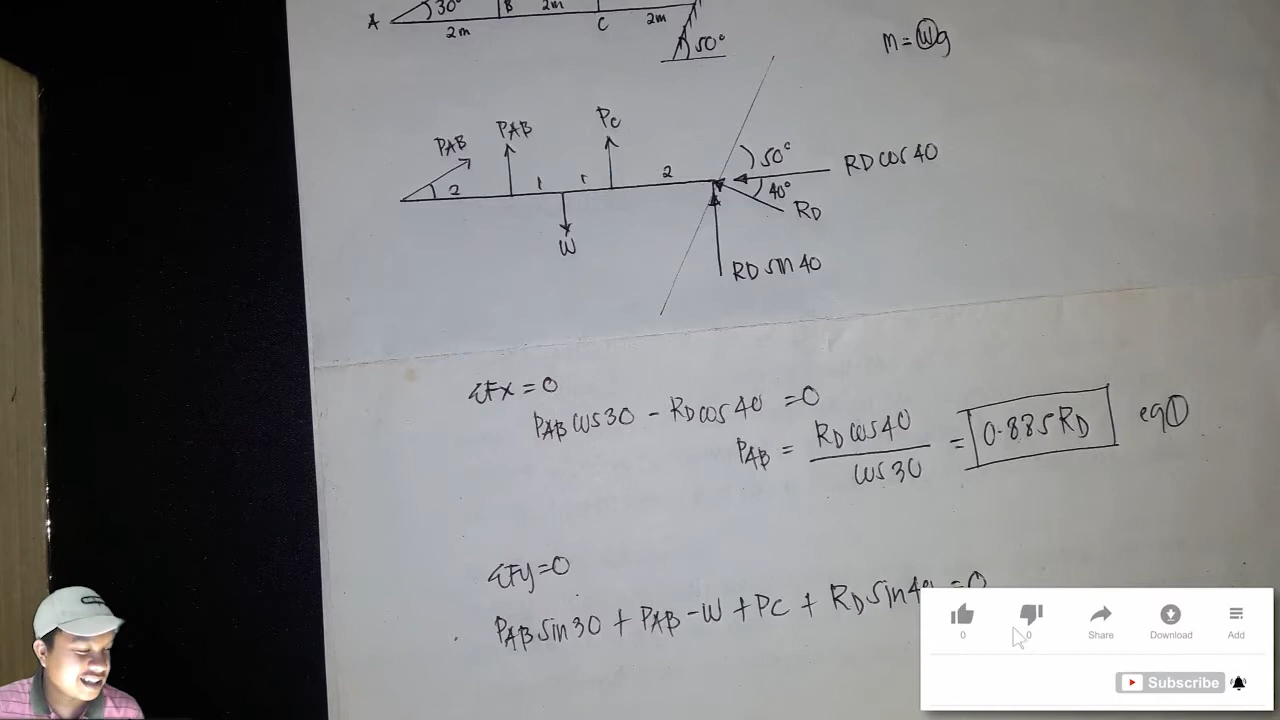 A 30° B 2m
2m C 2m
50°
m = Wg
PAB PAB PC
50° RD cos 40
2 1 1 2
40°
RD
W
RD sin 40
ΣFx = 0
PAB cos 30 - RD cos 40 = 0
PAB = RD cos 40 / cos 30 = 0.885 RD eq 1
ΣFy = 0
PAB sin 30 + PAB - W + PC + RD sin 40 = 0
0 0 Share Download Add
Subscribe